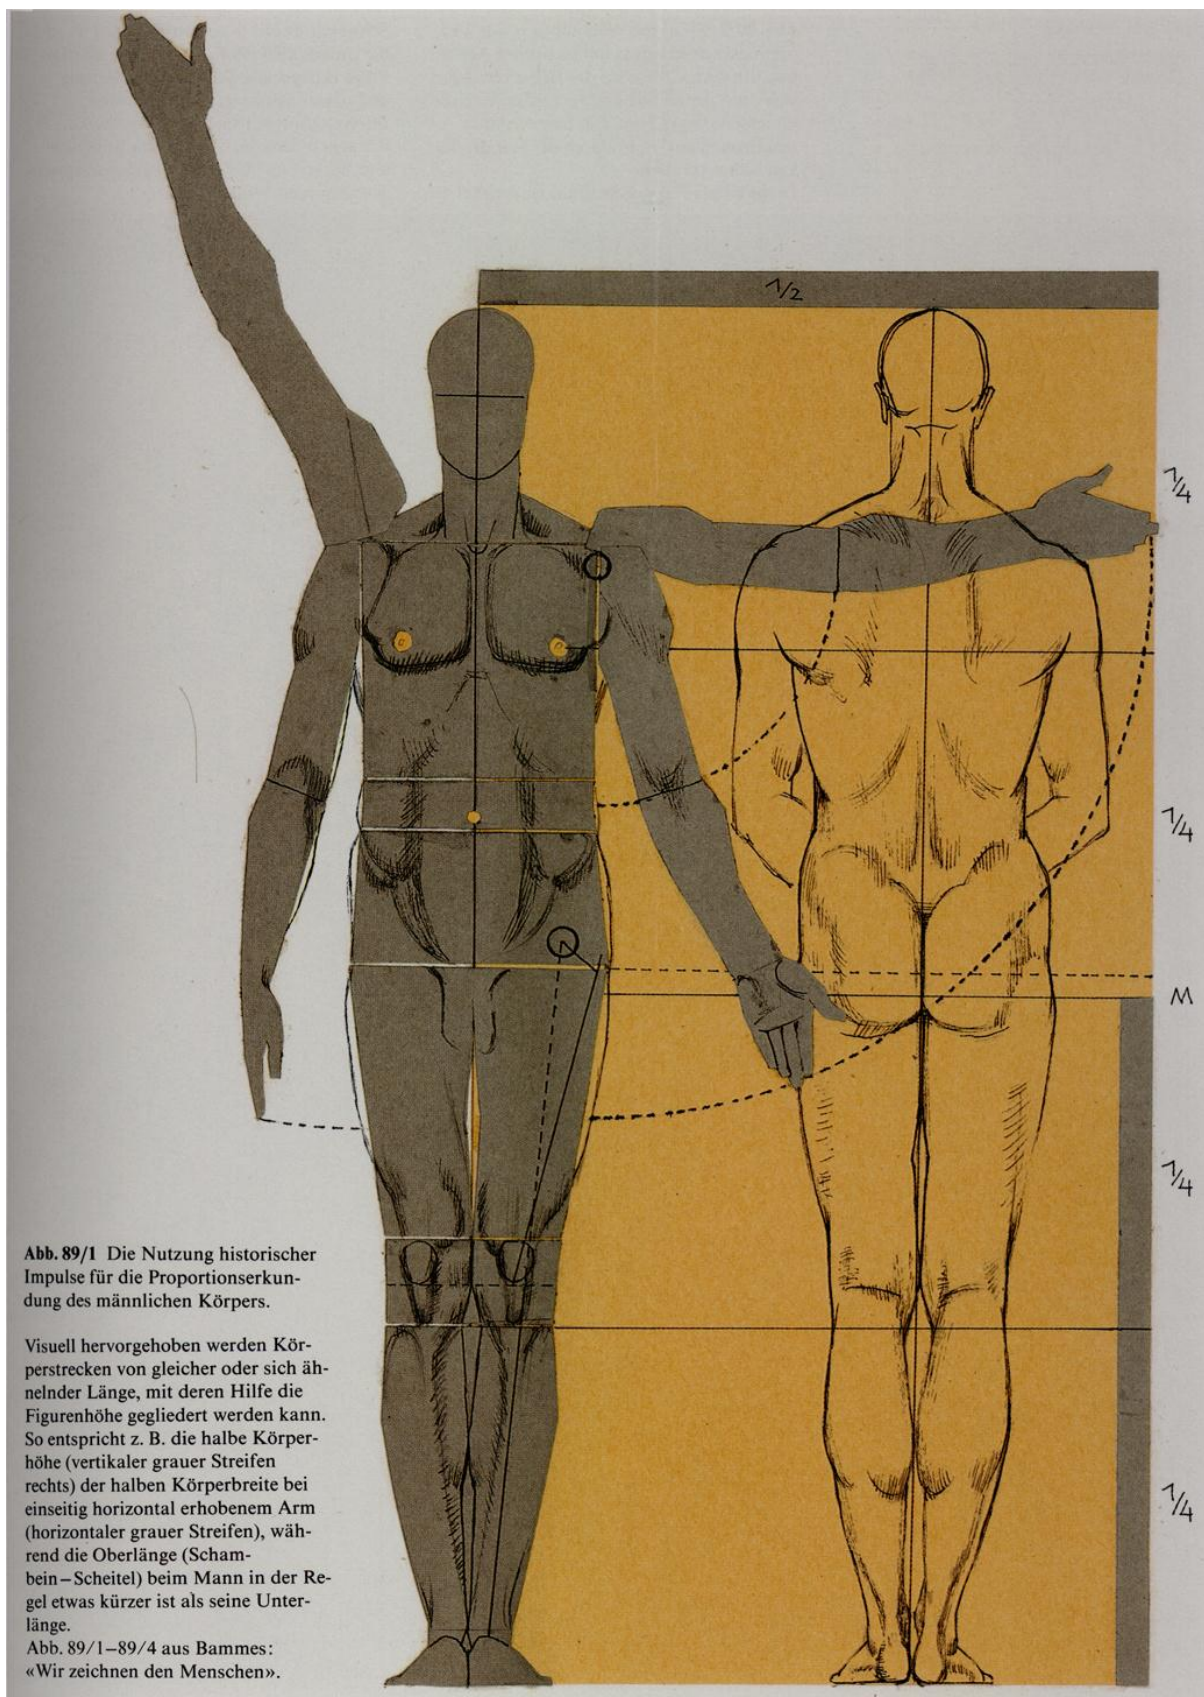 1/2
1/4
1/4
M
1/4
1/4
Abb. 89/1 Die Nutzung historischer
Impulse für die Proportionserkun-
dung des männlichen Körpers.
Visuell hervorgehoben werden Kör-
perstrecken von gleicher oder sich äh-
nelnder Länge, mit deren Hilfe die
Figurenhöhe gegliedert werden kann.
So entspricht z. B. die halbe Körper-
höhe (vertikaler grauer Streifen
rechts) der halben Körperbreite bei
einseitig horizontal erhobenem Arm
(horizontaler grauer Streifen), wäh-
rend die Oberlänge (Scham-
bein–Scheitel) beim Mann in der Re-
gel etwas kürzer ist als seine Unter-
länge.
Abb. 89/1–89/4 aus Bammes:
«Wir zeichnen den Menschen».